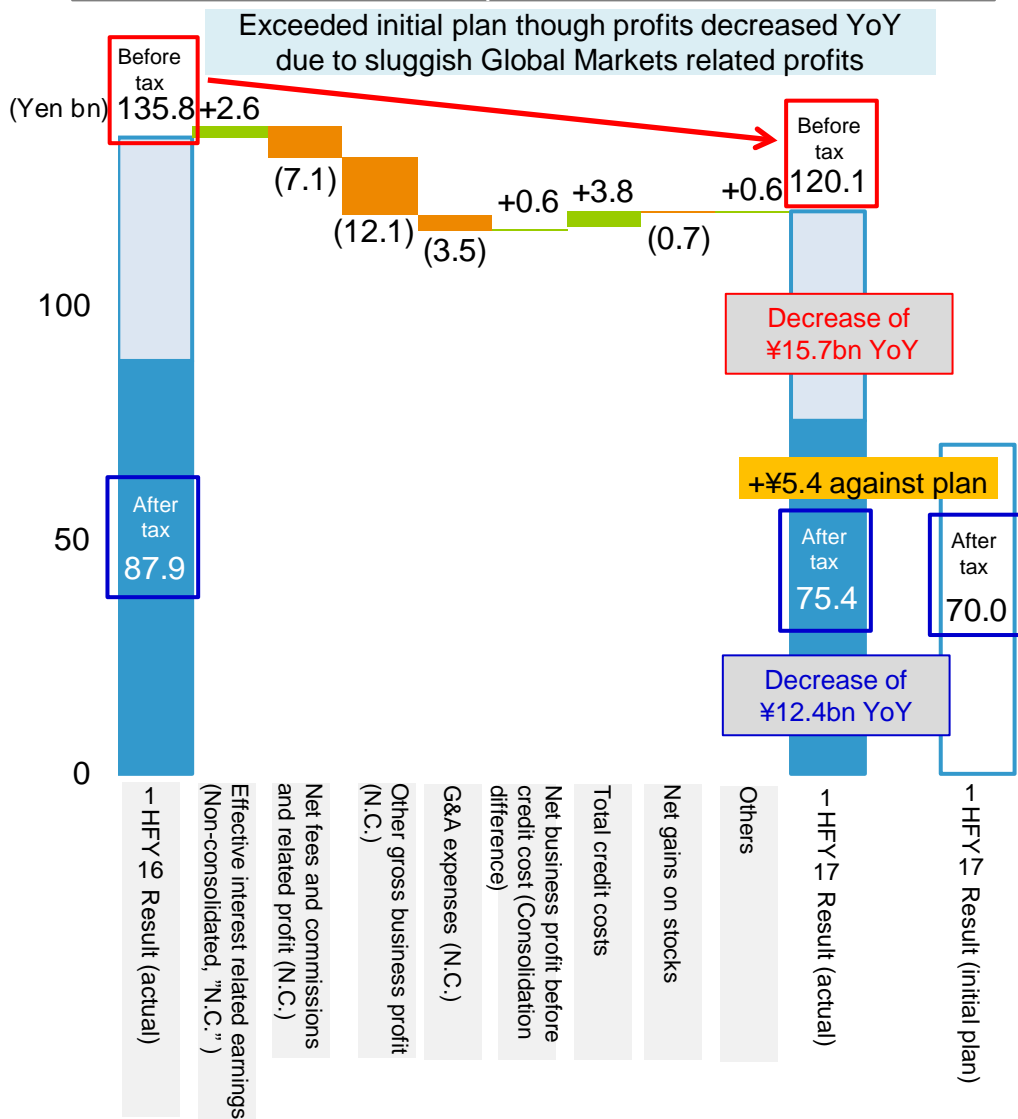 Exceeded initial plan though profits decreased YoY
due to sluggish Global Markets related profits
(Yen bn)
Before
tax
135.8
+2.6
(7.1)
(12.1)
(3.5)
+0.6
+3.8
(0.7)
+0.6
Before
tax
120.1
100
50
0
Decrease of
¥15.7bn YoY
+¥5.4 against plan
After
tax
87.9
After
tax
75.4
After
tax
70.0
Decrease of
¥12.4bn YoY
1HFY16 Result (actual)
Effective interest related earnings
(Non-consolidated, ”N.C.” )
Net fees and commissions
and related profit (N.C.)
Other gross business profit
(N.C.)
G&A expenses (N.C.)
Net business profit before
credit cost (Consolidation
difference)
Total credit costs
Net gains on stocks
Others
1HFY17 Result (actual)
1HFY17 Result (initial plan)